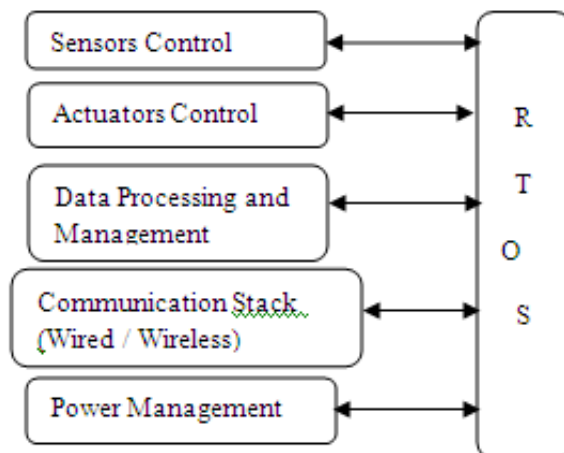 Sensors Control
Actuators Control
Data Processing and
Management
Communication Stack
(Wired / Wireless)
Power Management
R
T
O
S